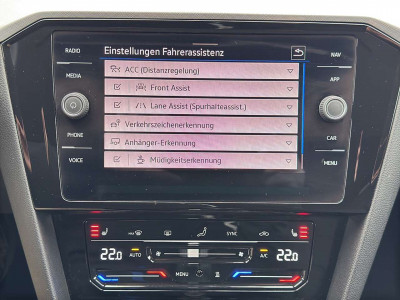 RADIO
MEDIA
PHONE
VOICE
Einstellungen Fahrerassistenz
ACC (Distanzregelung)
Front Assist
Lane Assist (Spurhalteassist.)
Verkehrszeichenerkennung
Anhänger-Erkennung
Müdigkeitserkennung
NAV
APP
CAR
MENU
SYNC
22.0
AUTO
A/C
22.0
MENU